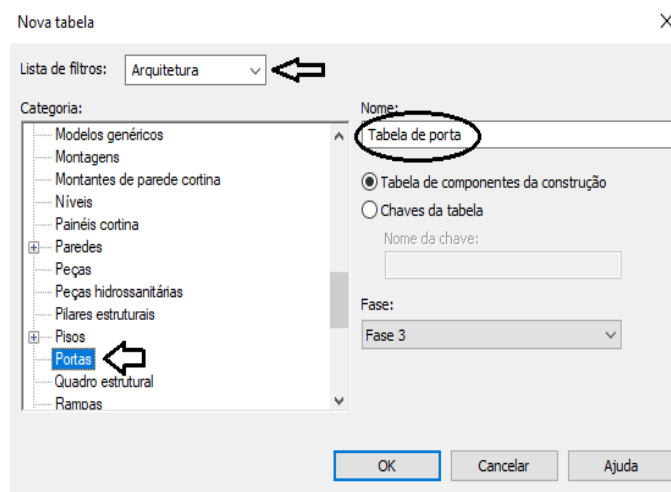 Nova tabela
Lista de filtros: Arquitetura
Categoria:
Modelos genéricos
Montagens
Montantes de parede cortina
Níveis
Painéis cortina
Paredes
Peças
Peças hidrossanitárias
Pilares estruturais
Pisos
Portas
Quadro estrutural
Rampas
Nome:
Tabela de porta
Tabela de componentes da construção
Chaves da tabela
Nome da chave:
Fase:
Fase 3
OK Cancelar Ajuda